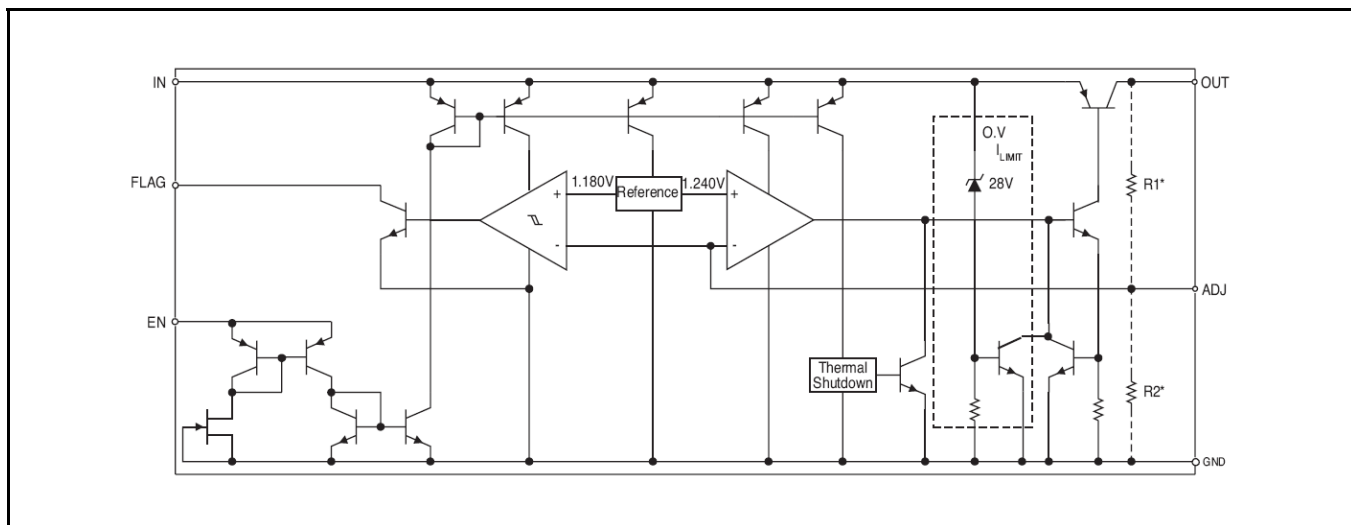 IN
OUT
O.V
I LIMIT
FLAG
1.180V
Reference
1.240V
28V
R1*
+
+
-
-
ADJ
EN
Thermal
Shutdown
R2*
GND